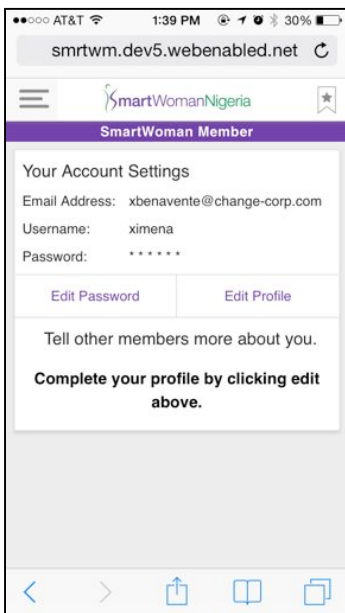 AT&T 1:39 PM 30%
smrtwm.dev5.webenabled.net
SmartWomanNigeria
SmartWoman Member
Your Account Settings
Email Address: xbenavente@change-corp.com
Username: ximena
Password: ******
Edit Password Edit Profile
Tell other members more about you.
Complete your profile by clicking edit
above.